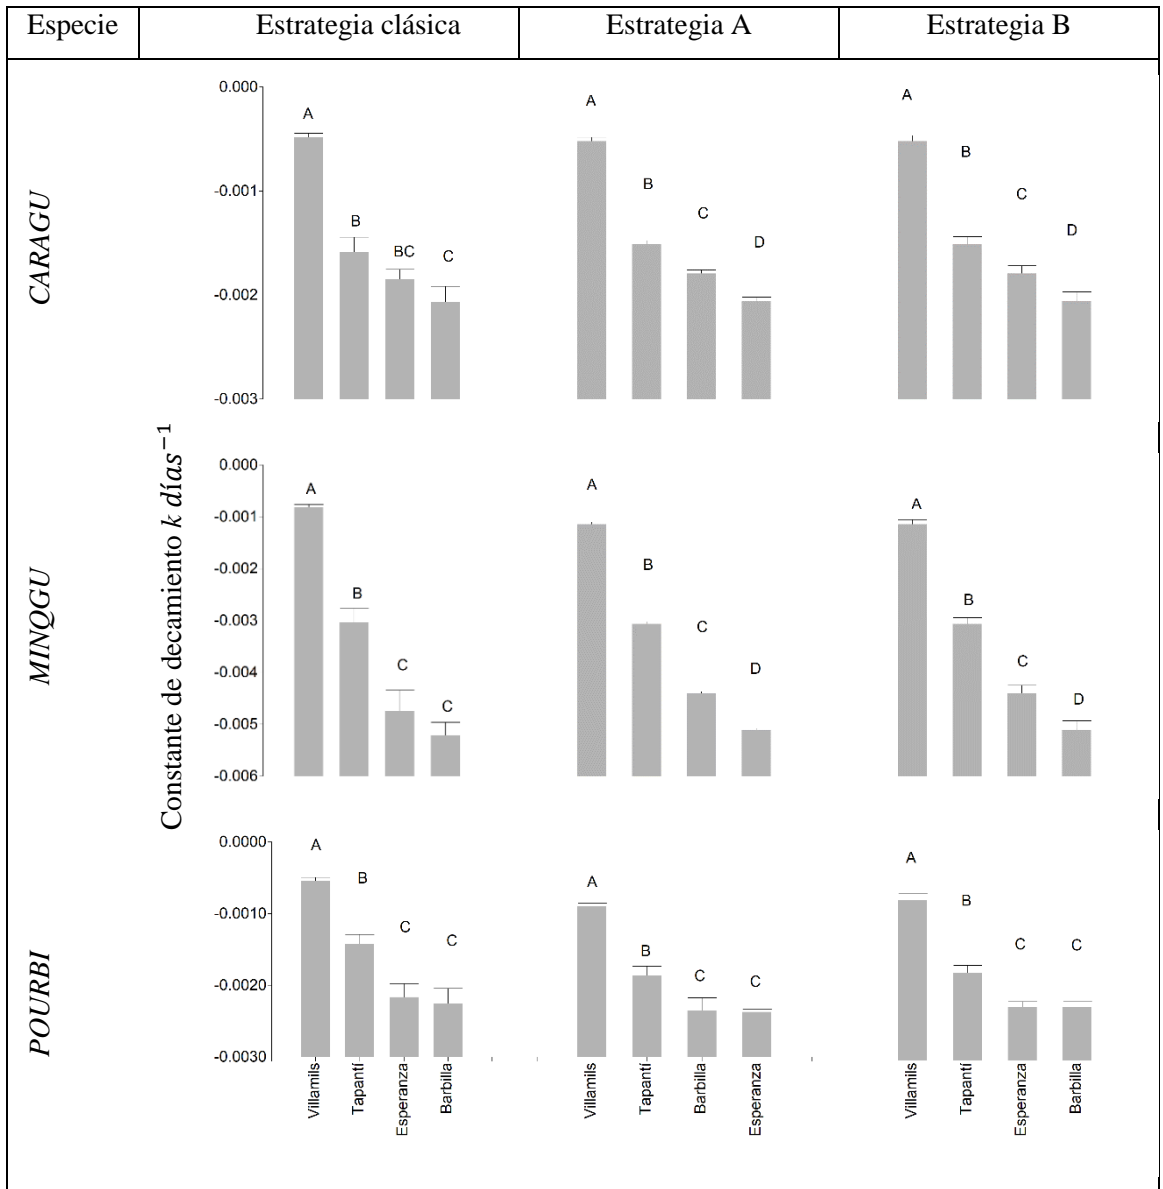 Especie Estrategia clásica Estrategia A Estrategia B
CARAGU
0.000
-0.001
-0.002
-0.003
A B BC C
A B C D
A B C D
Constante de decamiento k días⁻¹
MINQGU
0.000
-0.001
-0.002
-0.003
-0.004
-0.005
-0.006
A B C C
A B C D
A B C D
POURBI
0.0000
-0.0010
-0.0020
-0.0030
A B C C
A B C C
A B C C
Villamils Tapantí Esperanza Barbilla
Villamils Tapantí Barbilla Esperanza
Villamils Tapantí Esperanza Barbilla